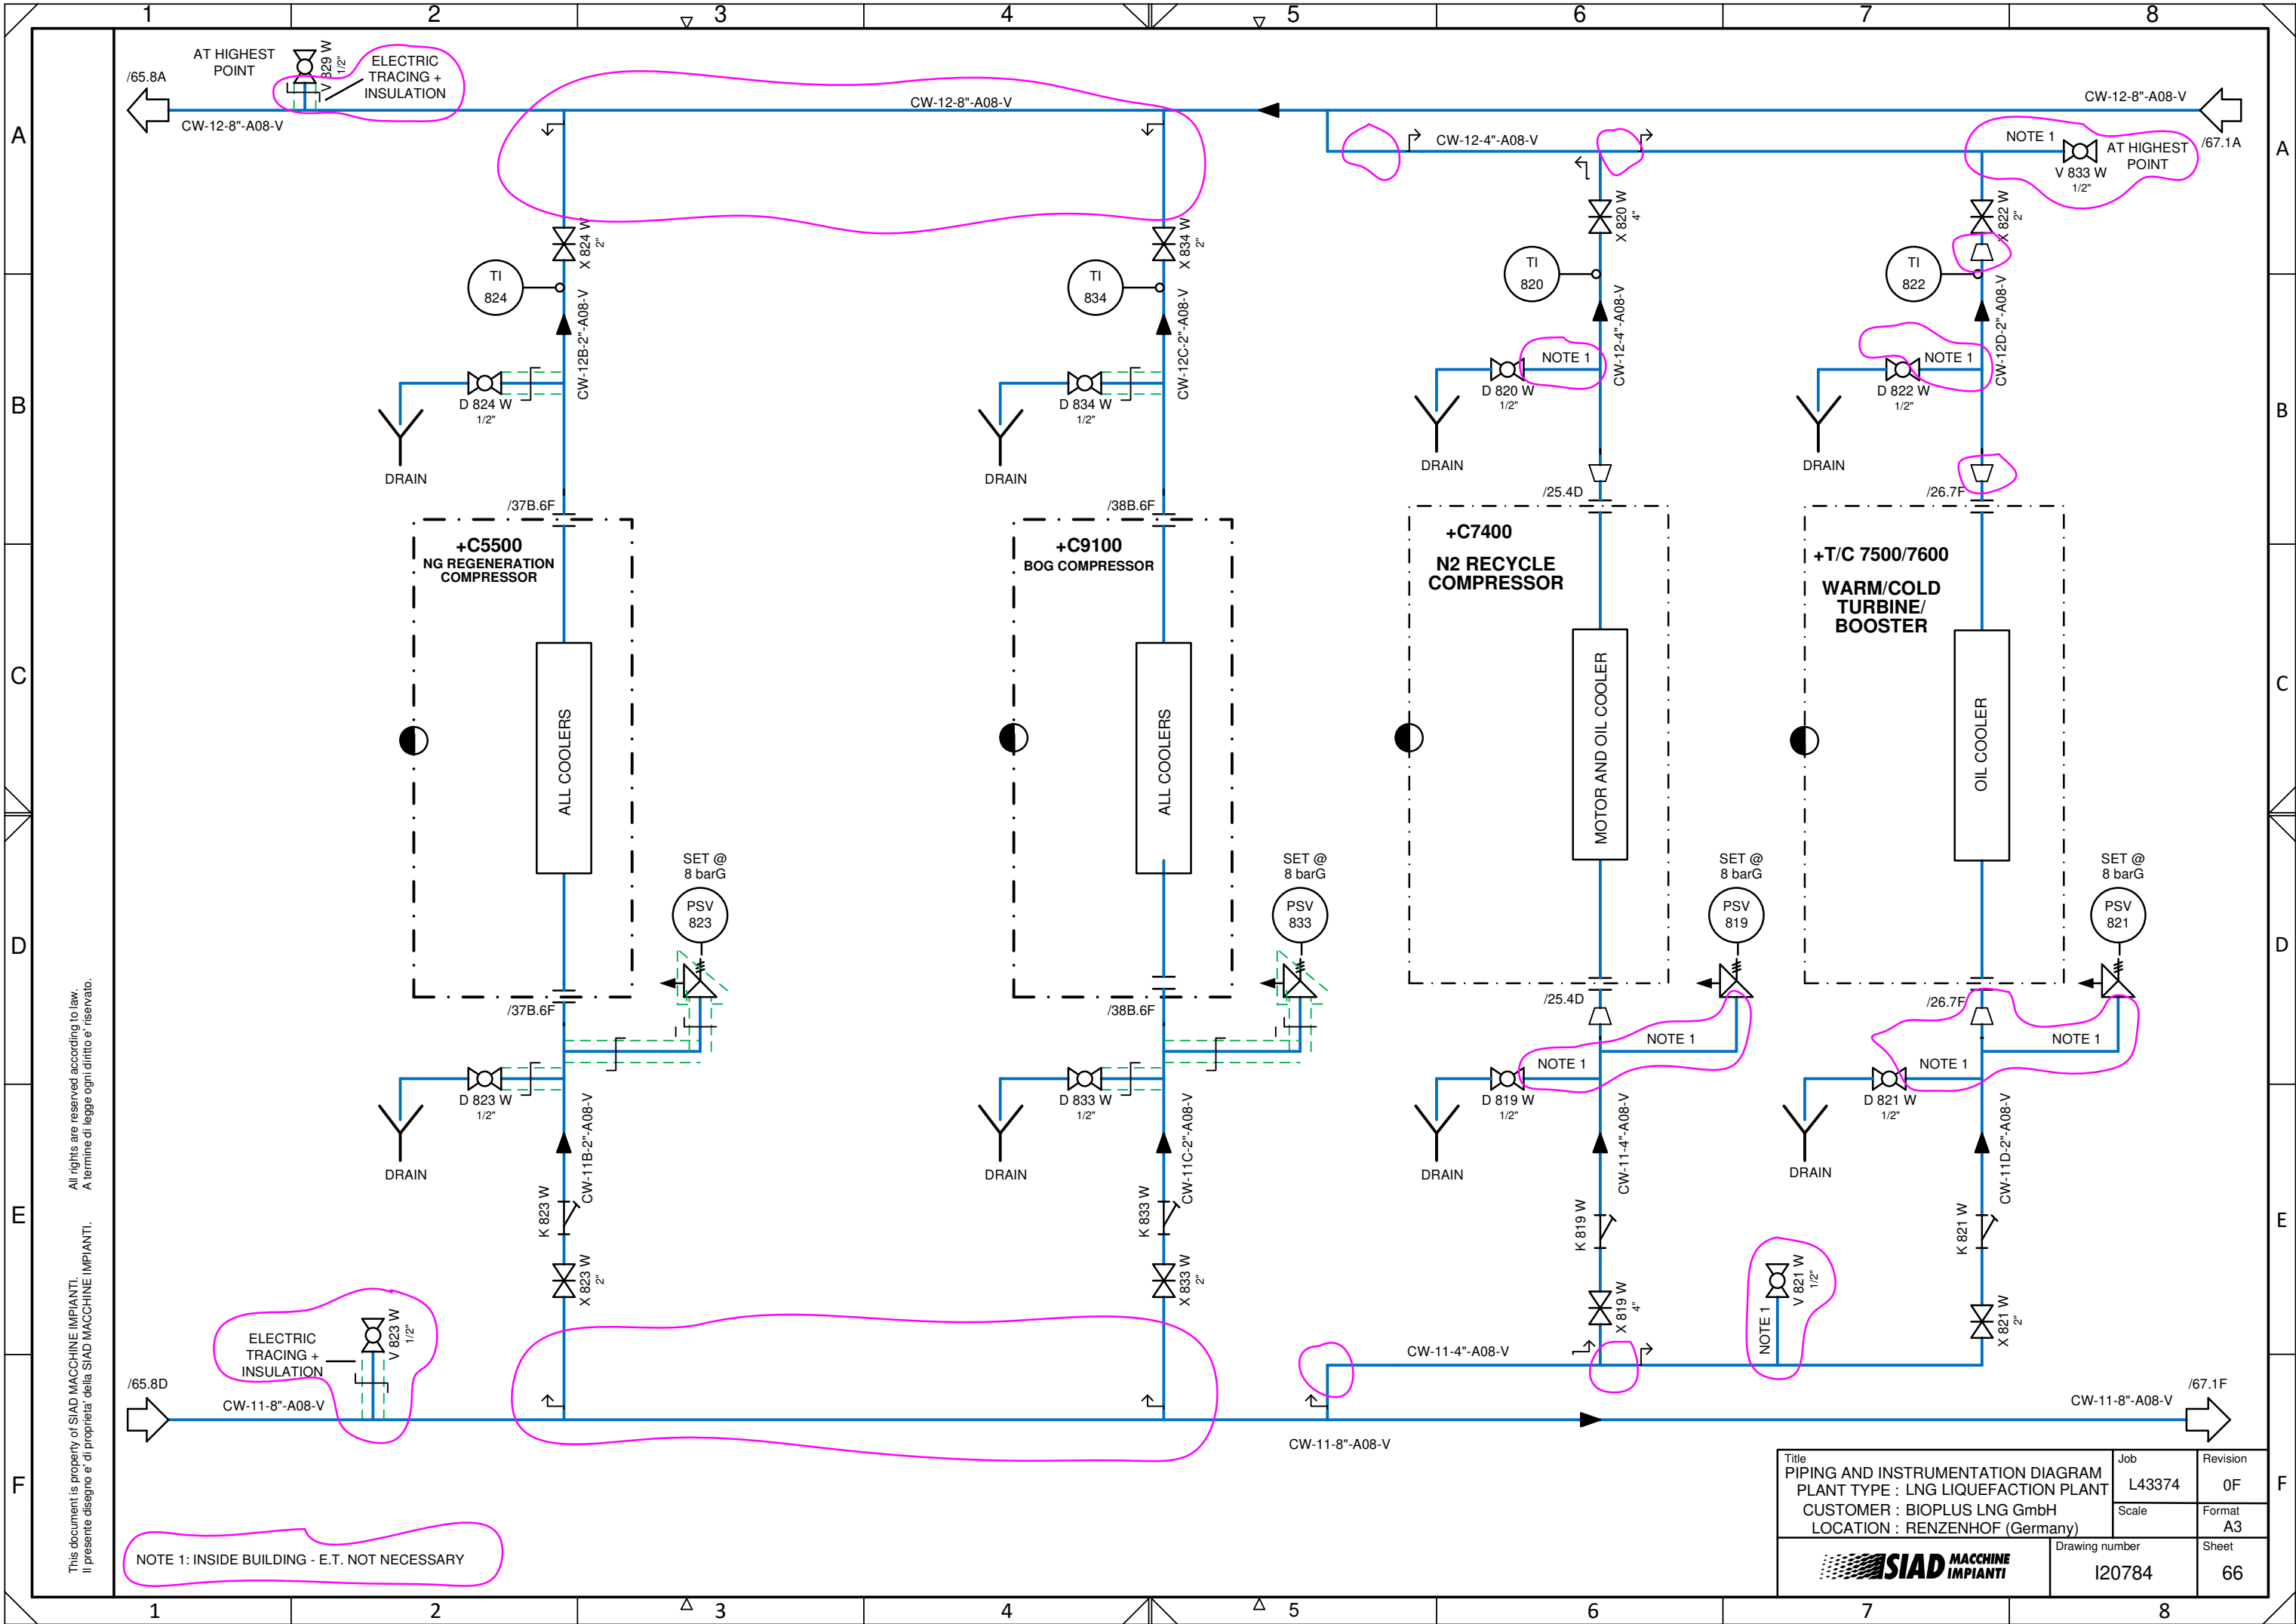 1
2
3
4
5
6
7
8
A
A
B
B
C
C
D
D
E
E
F
F
1
2
3
4
5
6
7
8
AT HIGHEST
POINT
V 829 W
1/2"
ELECTRIC
TRACING +
INSULATION
/65.8A
CW-12-8"-A08-V
CW-12-8"-A08-V
CW-12-8"-A08-V
/67.1A
CW-12-4"-A08-V
NOTE 1
AT HIGHEST
POINT
V 833 W
1/2"
X 824 W
2"
X 834 W
2"
X 820 W
4"
X 822 W
2"
TI
824
TI
834
TI
820
TI
822
CW-12B-2"-A08-V
CW-12C-2"-A08-V
CW-12-4"-A08-V
CW-12D-2"-A08-V
NOTE 1
NOTE 1
D 824 W
1/2"
D 834 W
1/2"
D 820 W
1/2"
D 822 W
1/2"
DRAIN
DRAIN
DRAIN
DRAIN
/37B.6F
/38B.6F
/25.4D
/26.7F
+C5500
NG REGENERATION
COMPRESSOR
+C9100
BOG COMPRESSOR
+C7400
N2 RECYCLE
COMPRESSOR
+T/C 7500/7600
WARM/COLD
TURBINE/
BOOSTER
ALL COOLERS
ALL COOLERS
MOTOR AND OIL COOLER
OIL COOLER
SET @
8 barG
PSV
823
SET @
8 barG
PSV
833
SET @
8 barG
PSV
819
SET @
8 barG
PSV
821
/37B.6F
/38B.6F
/25.4D
/26.7F
NOTE 1
NOTE 1
NOTE 1
NOTE 1
D 823 W
1/2"
D 833 W
1/2"
D 819 W
1/2"
D 821 W
1/2"
DRAIN
DRAIN
DRAIN
DRAIN
CW-11B-2"-A08-V
CW-11C-2"-A08-V
CW-11-4"-A08-V
CW-11D-2"-A08-V
K 823 W
K 833 W
K 819 W
K 821 W
X 823 W
2"
X 833 W
2"
X 819 W
4"
X 821 W
2"
V 821 W
1/2"
NOTE 1
V 823 W
1/2"
ELECTRIC
TRACING +
INSULATION
CW-11-4"-A08-V
/65.8D
CW-11-8"-A08-V
CW-11-8"-A08-V
CW-11-8"-A08-V
/67.1F
NOTE 1: INSIDE BUILDING - E.T. NOT NECESSARY
This document is property of SIAD MACCHINE IMPIANTI. All rights are reserved according to law.
Il presente disegno e' di proprieta' della SIAD MACCHINE IMPIANTI. A termine di legge ogni diritto e' riservato.
Title
PIPING AND INSTRUMENTATION DIAGRAM
PLANT TYPE : LNG LIQUEFACTION PLANT
CUSTOMER : BIOPLUS LNG GmbH
LOCATION : RENZENHOF (Germany)
Job
L43374
Revision
0F
Scale
Format
A3
SIAD MACCHINE
IMPIANTI
Drawing number
I20784
Sheet
66